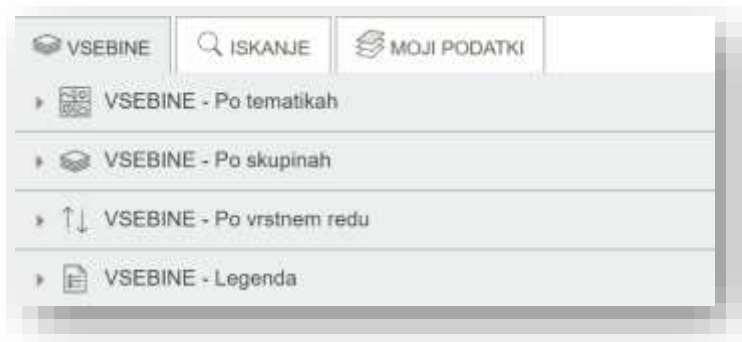 VSEBINE ISKANJE MOJI PODATKI
VSEBINE - Po tematikah
VSEBINE - Po skupinah
VSEBINE - Po vrstnem redu
VSEBINE - Legenda